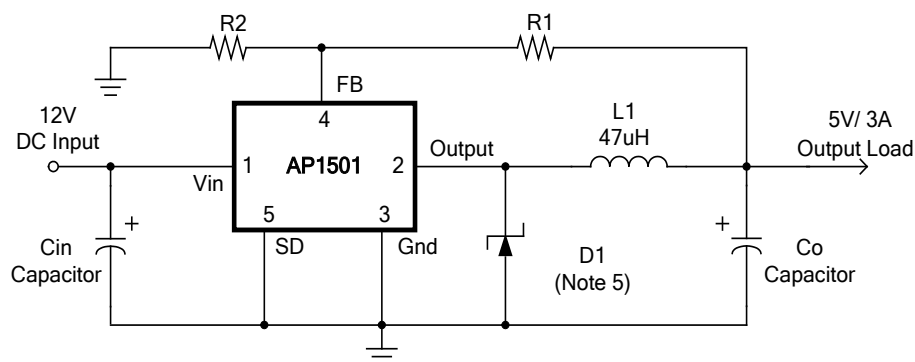 R2
R1
FB
4
12V
DC Input
L1
47uH
5V/ 3A
Output Load
Vin
1
AP1501
2
Output
5
3
SD
Gnd
+
Cin
Capacitor
D1
(Note 5)
+
Co
Capacitor